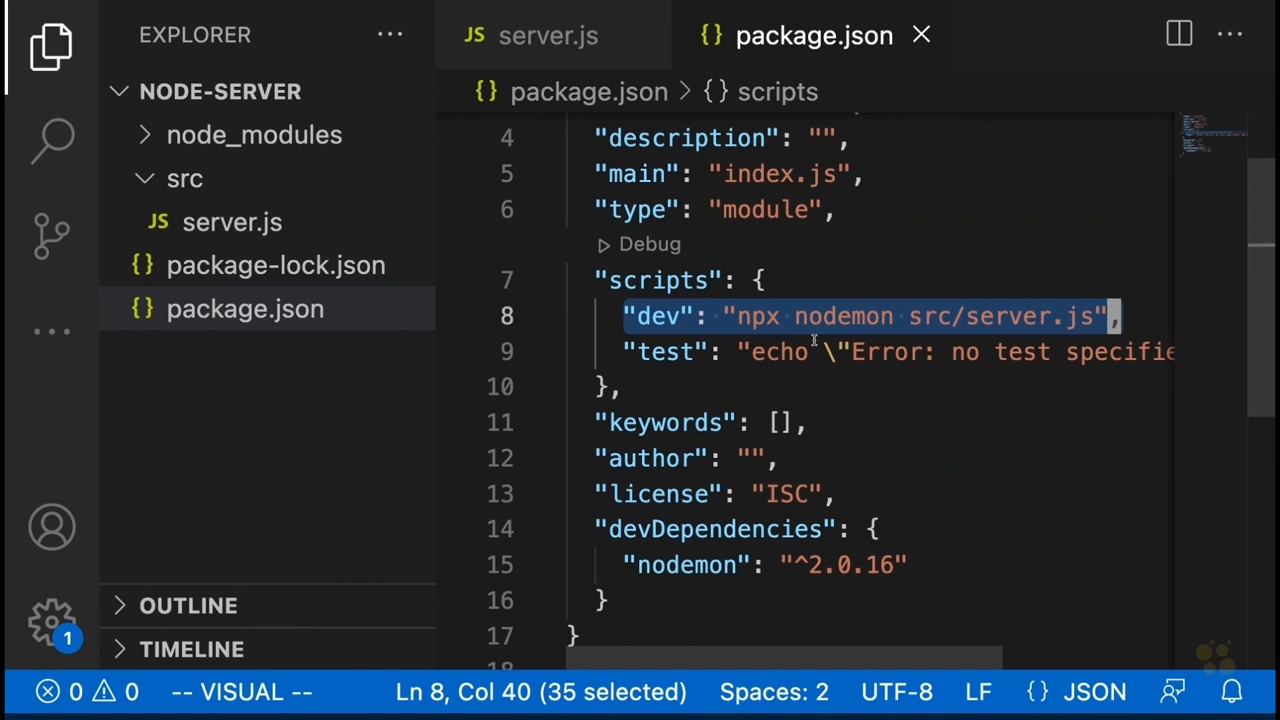 EXPLORER
NODE-SERVER
node_modules
src
JS server.js
{} package-lock.json
{} package.json
OUTLINE
TIMELINE
1
JS server.js
{} package.json
{} package.json > {} scripts
4 "description": "",
5 "main": "index.js",
6 "type": "module",
Debug
7 "scripts": {
8 "dev": "npx nodemon src/server.js",
9 "test": "echo \"Error: no test specifie
10 },
11 "keywords": [],
12 "author": "",
13 "license": "ISC",
14 "devDependencies": {
15 "nodemon": "^2.0.16"
16 }
17 }
0 0 -- VISUAL -- Ln 8, Col 40 (35 selected) Spaces: 2 UTF-8 LF {} JSON